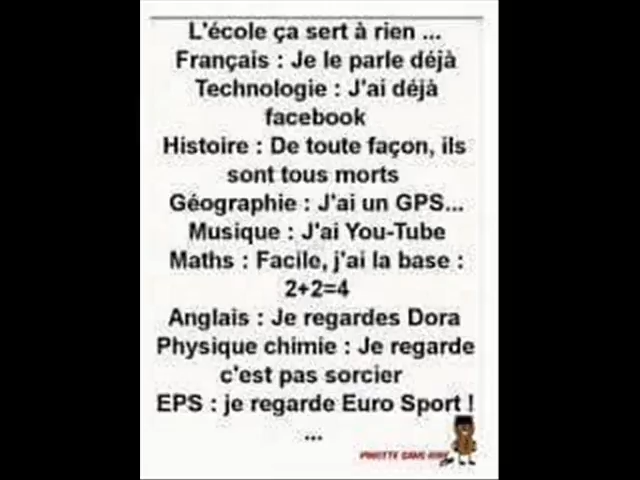 L'école ça sert à rien ...
Français : Je le parle déjà
Technologie : J'ai déjà
facebook
Histoire : De toute façon, ils
sont tous morts
Géographie : J'ai un GPS...
Musique : J'ai You-Tube
Maths : Facile, j'ai la base :
2+2=4
Anglais : Je regardes Dora
Physique chimie : Je regarde
c'est pas sorcier
EPS : je regarde Euro Sport !
...
SANS RIRE